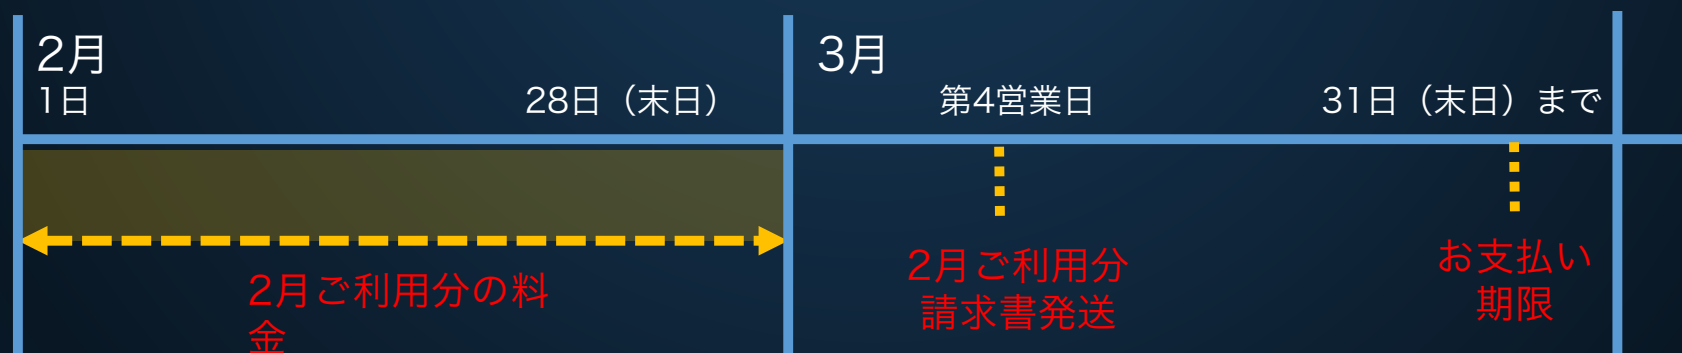 2月
1日
28日（末日）
3月
第4営業日
31日（末日）まで
2月ご利用分の料
金
2月ご利用分
請求書発送
お支払い
期限